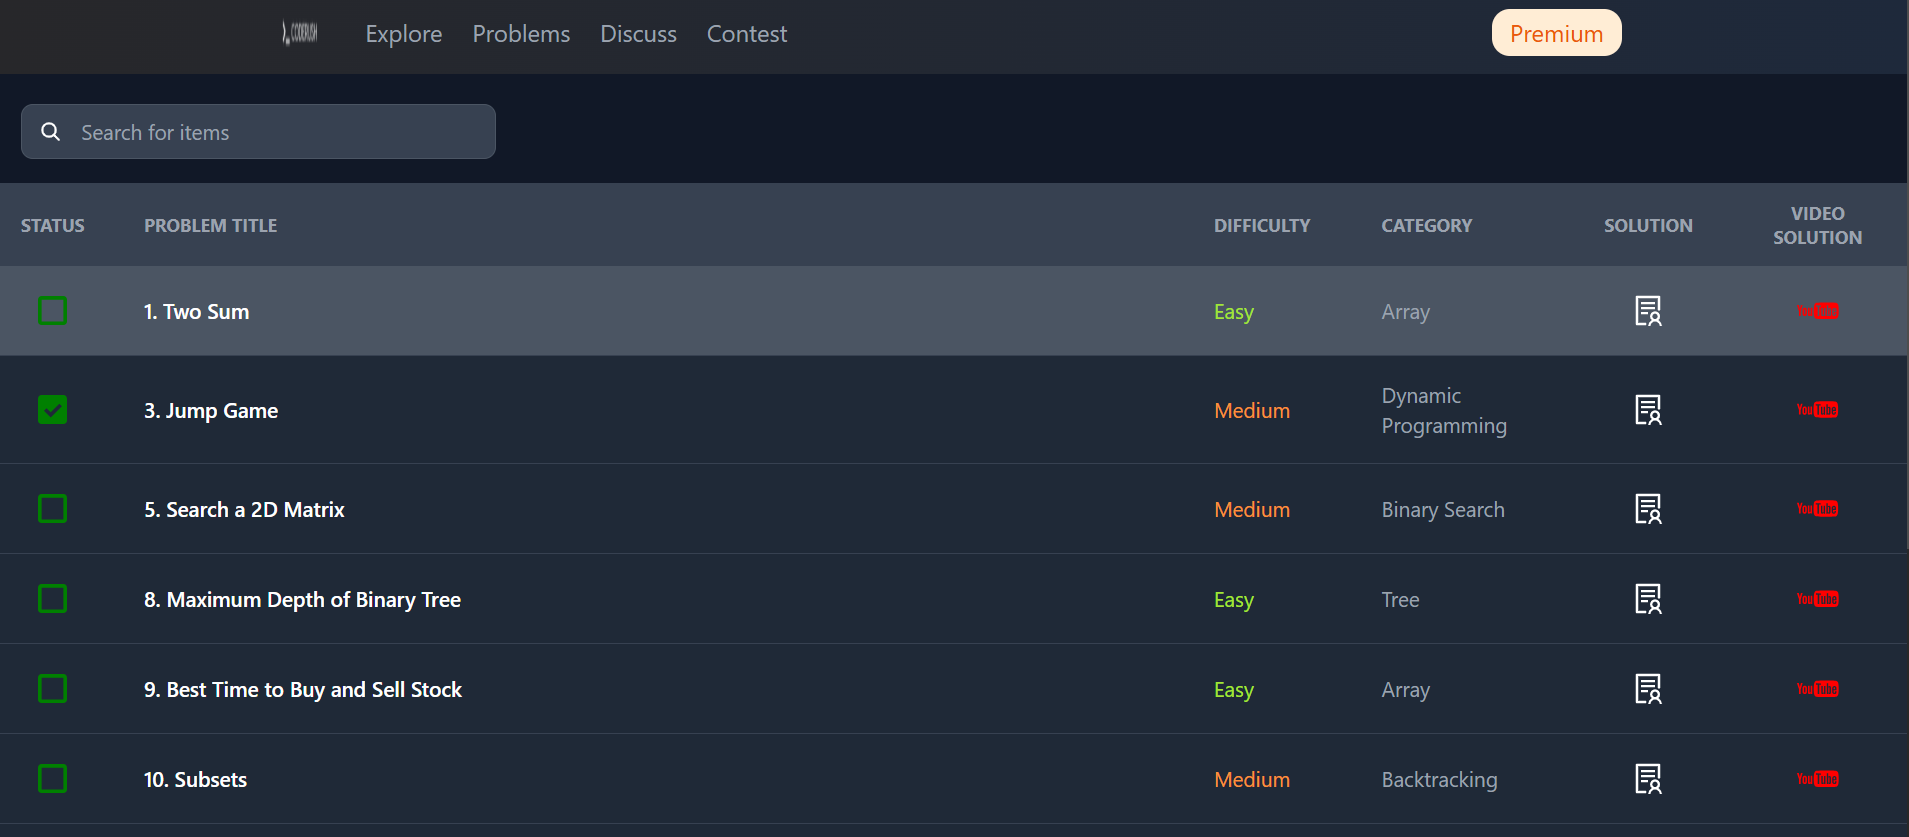 CODERUSH Explore Problems Discuss Contest Premium
Search for items
STATUS PROBLEM TITLE DIFFICULTY CATEGORY SOLUTION VIDEO SOLUTION
1. Two Sum Easy Array YouTube
3. Jump Game Medium Dynamic Programming YouTube
5. Search a 2D Matrix Medium Binary Search YouTube
8. Maximum Depth of Binary Tree Easy Tree YouTube
9. Best Time to Buy and Sell Stock Easy Array YouTube
10. Subsets Medium Backtracking YouTube